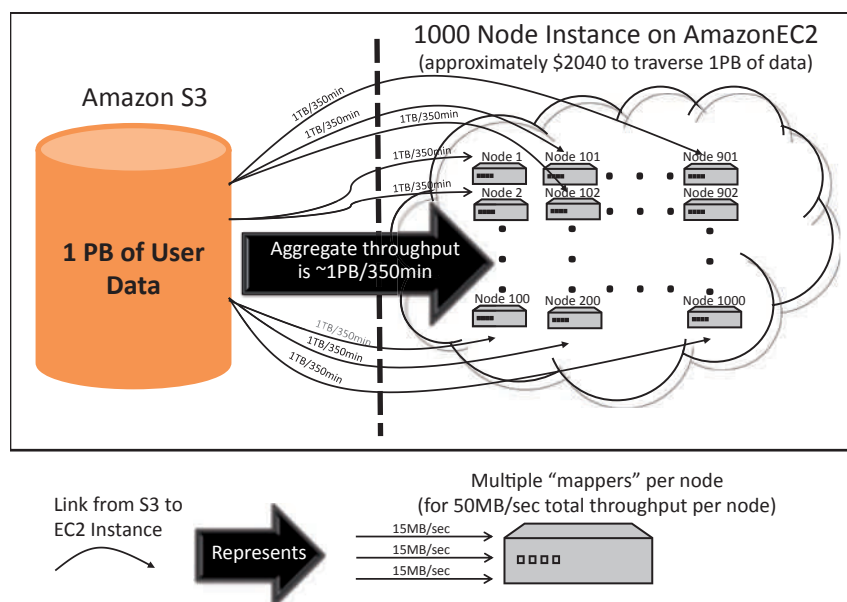 1000 Node Instance on AmazonEC2
(approximately $2040 to traverse 1PB of data)
Amazon S3
1TB/350min
1TB/350min
1TB/350min
1TB/350min
1TB/350min
Node 1
Node 101
Node 901
Node 2
Node 102
Node 902
1 PB of User
Data
Aggregate throughput
is ~1PB/350min
Node 100
Node 200
Node 1000
1TB/350min
1TB/350min
1TB/350min
Link from S3 to
EC2 Instance
Represents
Multiple “mappers” per node
(for 50MB/sec total throughput per node)
15MB/sec
15MB/sec
15MB/sec